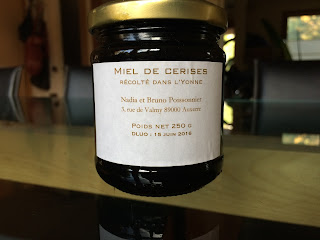 MIEL DE CERISES
RÉCOLTÉ DANS L'YONNE
Nadia et Bruno Poissonnier
5, rue de Valmy 89000 Auxerre
POIDS NET 250 G
DLUO : 15 JUIN 2016